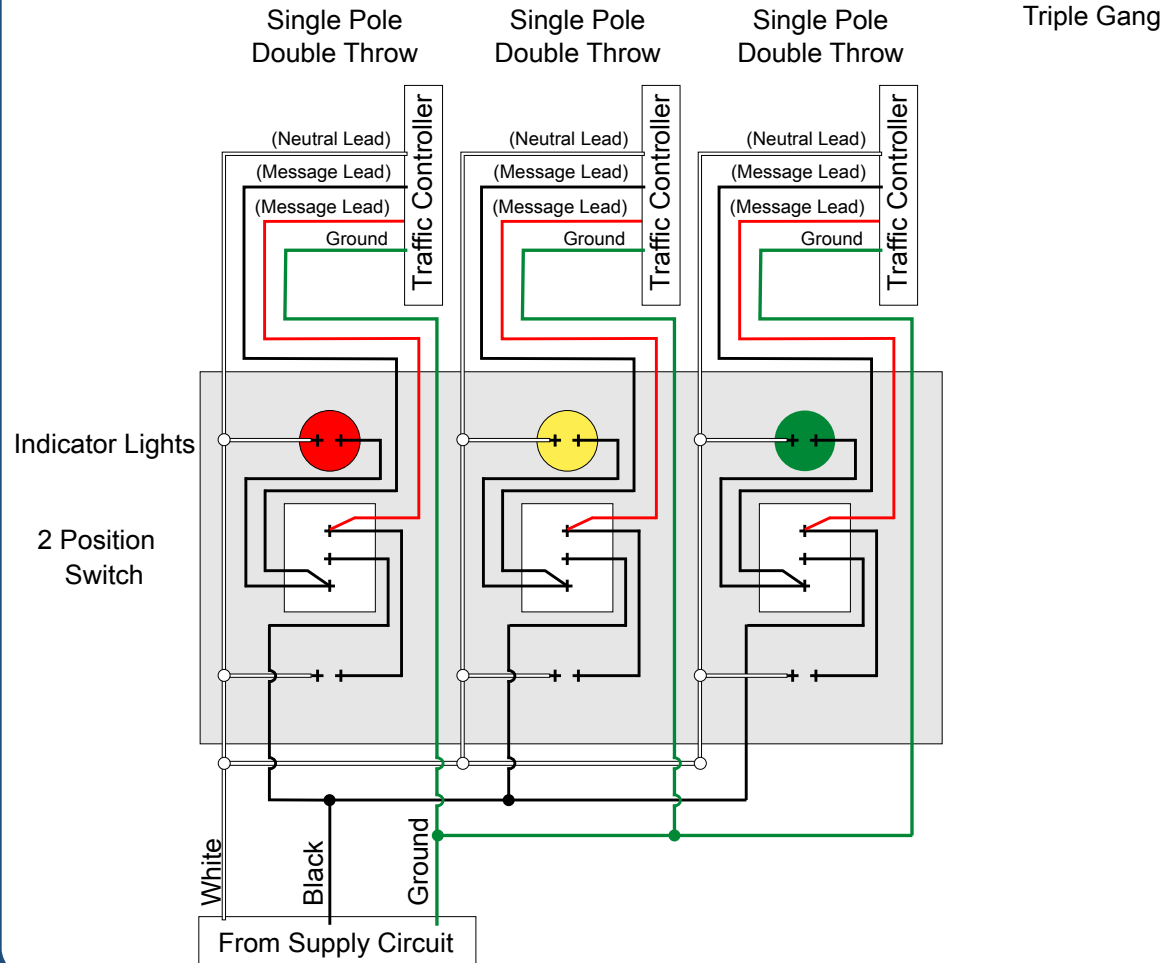 Single Pole
Double Throw
Single Pole
Double Throw
Single Pole
Double Throw
Triple Gang
(Neutral Lead)
(Message Lead)
(Message Lead)
Ground
Traffic Controller
(Neutral Lead)
(Message Lead)
(Message Lead)
Ground
Traffic Controller
(Neutral Lead)
(Message Lead)
(Message Lead)
Ground
Traffic Controller
Indicator Lights
2 Position
Switch
White
Black
Ground
From Supply Circuit